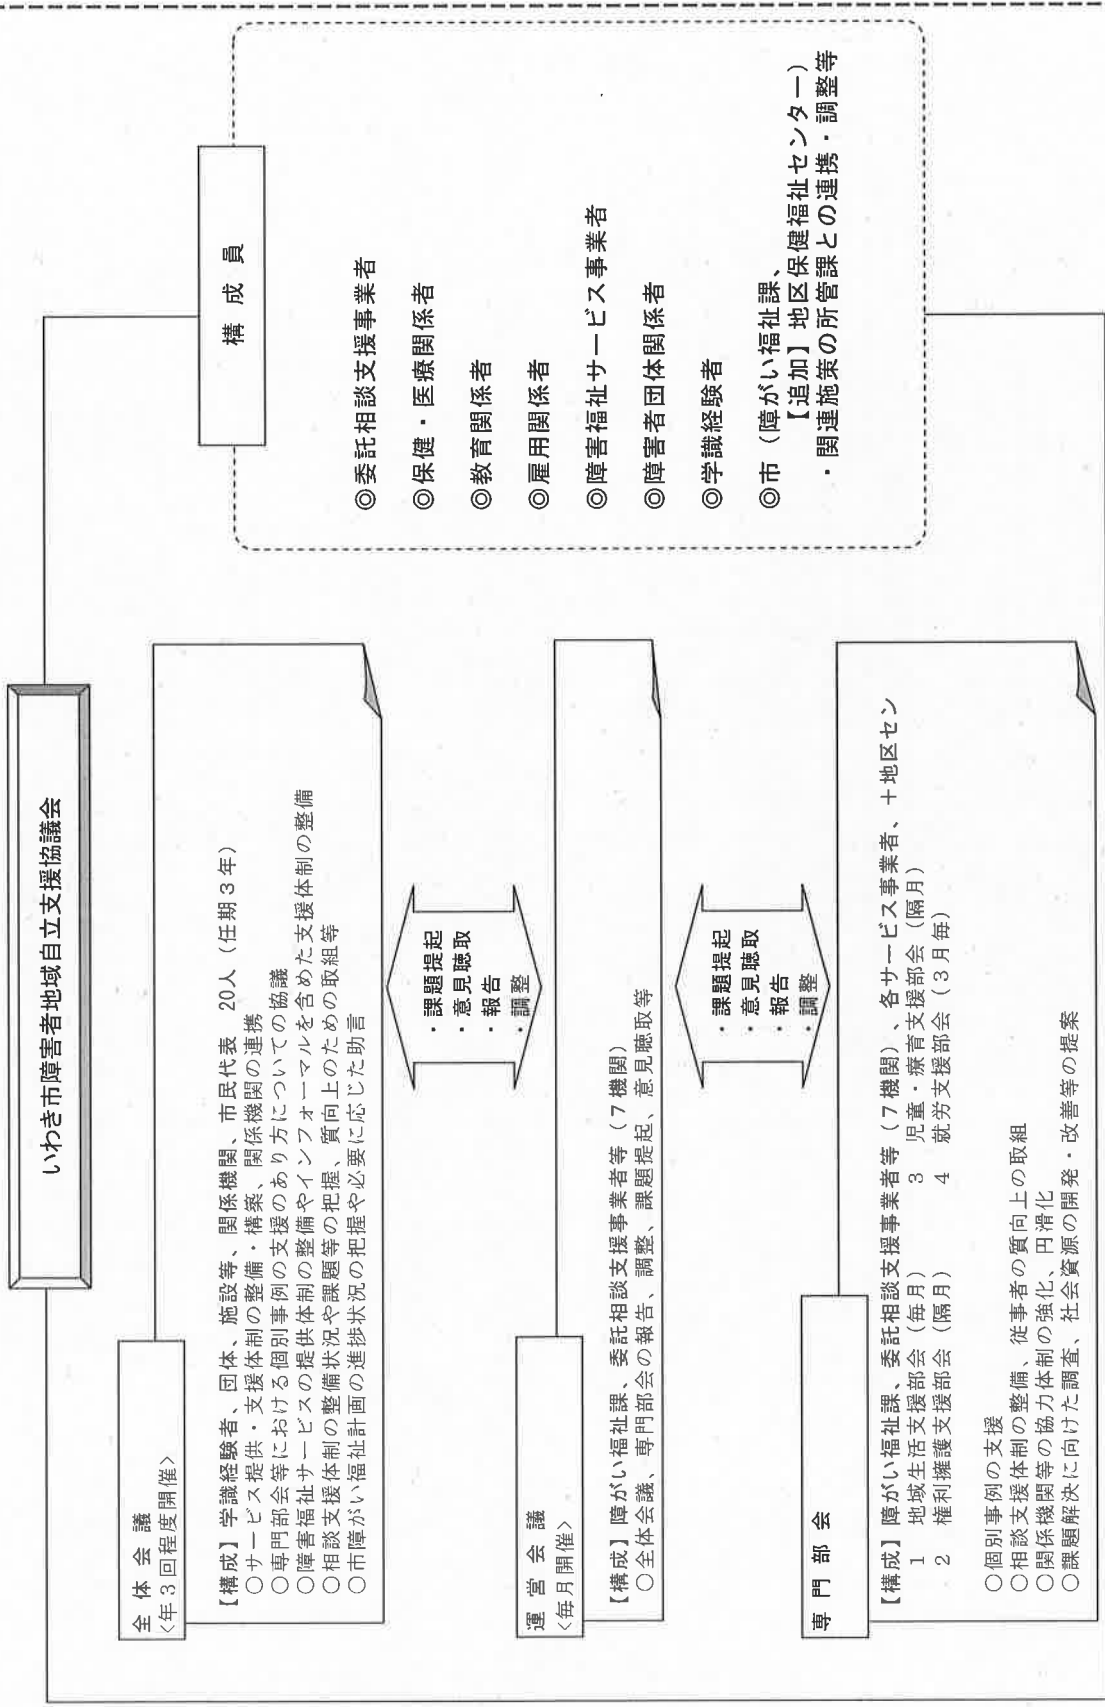 いわき市障害者地域自立支援協議会
全 体 会 議
<年３回程度開催>
【構成】学識経験者、団体、施設等、関係機関、市民代表　20人（任期３年）
○サービス提供・支援体制の整備・構築、関係機関の連携
○専門部会等における個別事例の支援のあり方についての協議
○障害福祉サービスの提供体制の整備やインフォーマルを含めた支援体制の整備
○相談支援体制の整備状況や課題等の把握、質向上のための取組等
○市障がい福祉計画の進捗状況の把握や必要に応じた助言
・課題提起
・意見聴取
・報告
・調整
運 営 会 議
<毎月開催>
【構成】障がい福祉課、委託相談支援事業者等（７機関）
○全体会議、専門部会の報告、調整、課題提起、意見聴取等
・課題提起
・意見聴取
・報告
・調整
専 門 部 会
【構成】障がい福祉課、委託相談支援事業者等（７機関）、各サービス事業者、＋地区セン
１　地域生活支援部会（毎月）　３　児童・療育支援部会（隔月）
２　権利擁護支援部会（隔月）　４　就労支援部会（３月毎）
○個別事例の支援
○相談支援体制の整備、従事者の質向上の取組
○関係機関等の協力体制の強化、円滑化
○課題解決に向けた調査、社会資源の開発・改善等の提案
構 成 員
◎委託相談支援事業者
◎保健・医療関係者
◎教育関係者
◎雇用関係者
◎障害福祉サービス事業者
◎障害者団体関係者
◎学識経験者
◎市（障がい福祉課、
【追加】地区保健福祉センター）
・関連施策の所管課との連携・調整等